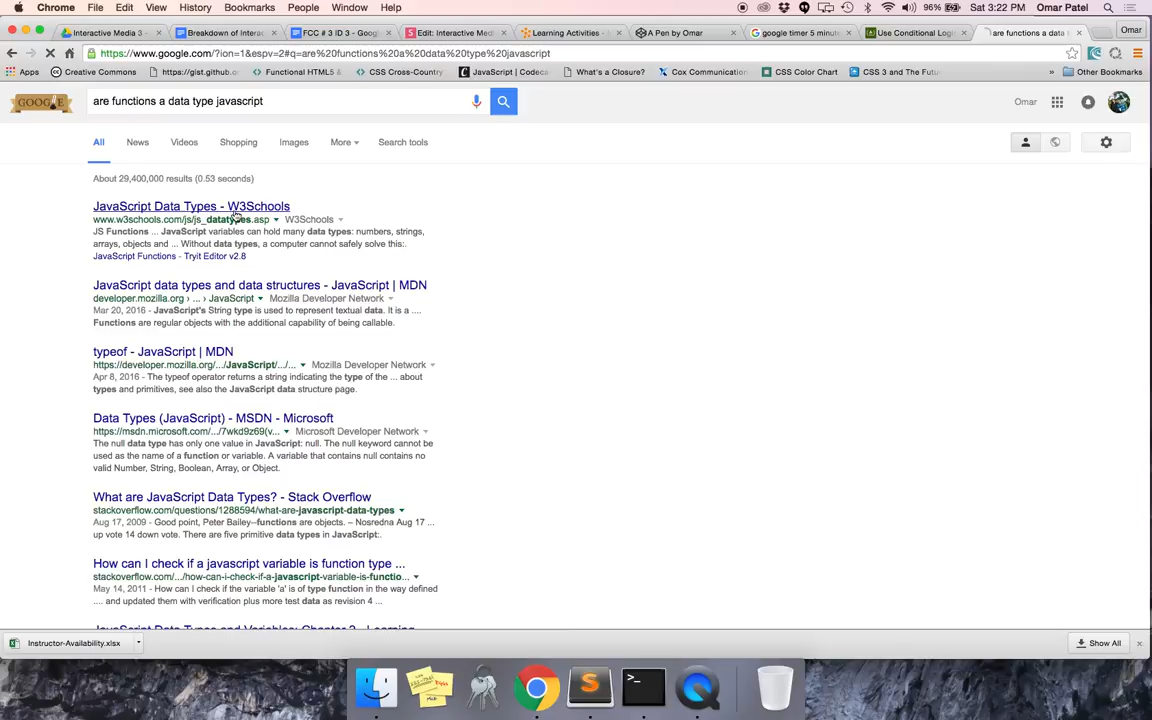 Chrome File Edit View History Bookmarks People Window Help 96% Sat 3:22 PM Omar Patel
Interactive Media 3 - Breakdown of Interac FCC # 3 ID 3 - Google Edit: Interactive Med Learning Activities - A Pen by Omar google timer 5 minute Use Conditional Logi are functions a data t Omar
https://www.google.com/?ion=1&espv=2#q=are%20functions%20a%20data%20type%20javascript
Apps Creative Commons https://gist.github. Functional HTML5 & CSS Cross-Country JavaScript | Codeca What's a Closure? Cox Communication CSS Color Chart CSS 3 and The Futu » Other Bookmarks
GOOGLE are functions a data type javascript Omar
All News Videos Shopping Images More Search tools
About 29,400,000 results (0.53 seconds)
JavaScript Data Types - W3Schools
www.w3schools.com/js/js_datatypes.asp W3Schools
JS Functions ... JavaScript variables can hold many data types: numbers, strings,
arrays, objects and ... Without data types, a computer cannot safely solve this:.
JavaScript Functions - Tryit Editor v2.8
JavaScript data types and data structures - JavaScript | MDN
developer.mozilla.org › ... › JavaScript Mozilla Developer Network
Mar 20, 2016 - JavaScript's String type is used to represent textual data. It is a ....
Functions are regular objects with the additional capability of being callable.
typeof - JavaScript | MDN
https://developer.mozilla.org/.../JavaScript/.../... Mozilla Developer Network
Apr 8, 2016 - The typeof operator returns a string indicating the type of the ... about
types and primitives, see also the JavaScript data structure page.
Data Types (JavaScript) - MSDN - Microsoft
https://msdn.microsoft.com/.../7wkd9z69(v... Microsoft Developer Network
The null data type has only one value in JavaScript: null. The null keyword cannot be
used as the name of a function or variable. A variable that contains null contains no
valid Number, String, Boolean, Array, or Object.
What are JavaScript Data Types? - Stack Overflow
stackoverflow.com/questions/1288594/what-are-javascript-data-types
Aug 17, 2009 - Good point, Peter Bailey--functions are objects. – Nosredna Aug 17 ...
up vote 14 down vote. There are five primitive data types in JavaScript:.
How can I check if a javascript variable is function type ...
stackoverflow.com/.../how-can-i-check-if-a-javascript-variable-is-functio...
May 14, 2011 - How can I check if the variable 'a' is of type function in the way defined
.... and updated them with verification plus more test data as revision 4 ...
JavaScript Data Types and Variables: Chapter 2 - Learning
Instructor-Availability.xlsx Show All